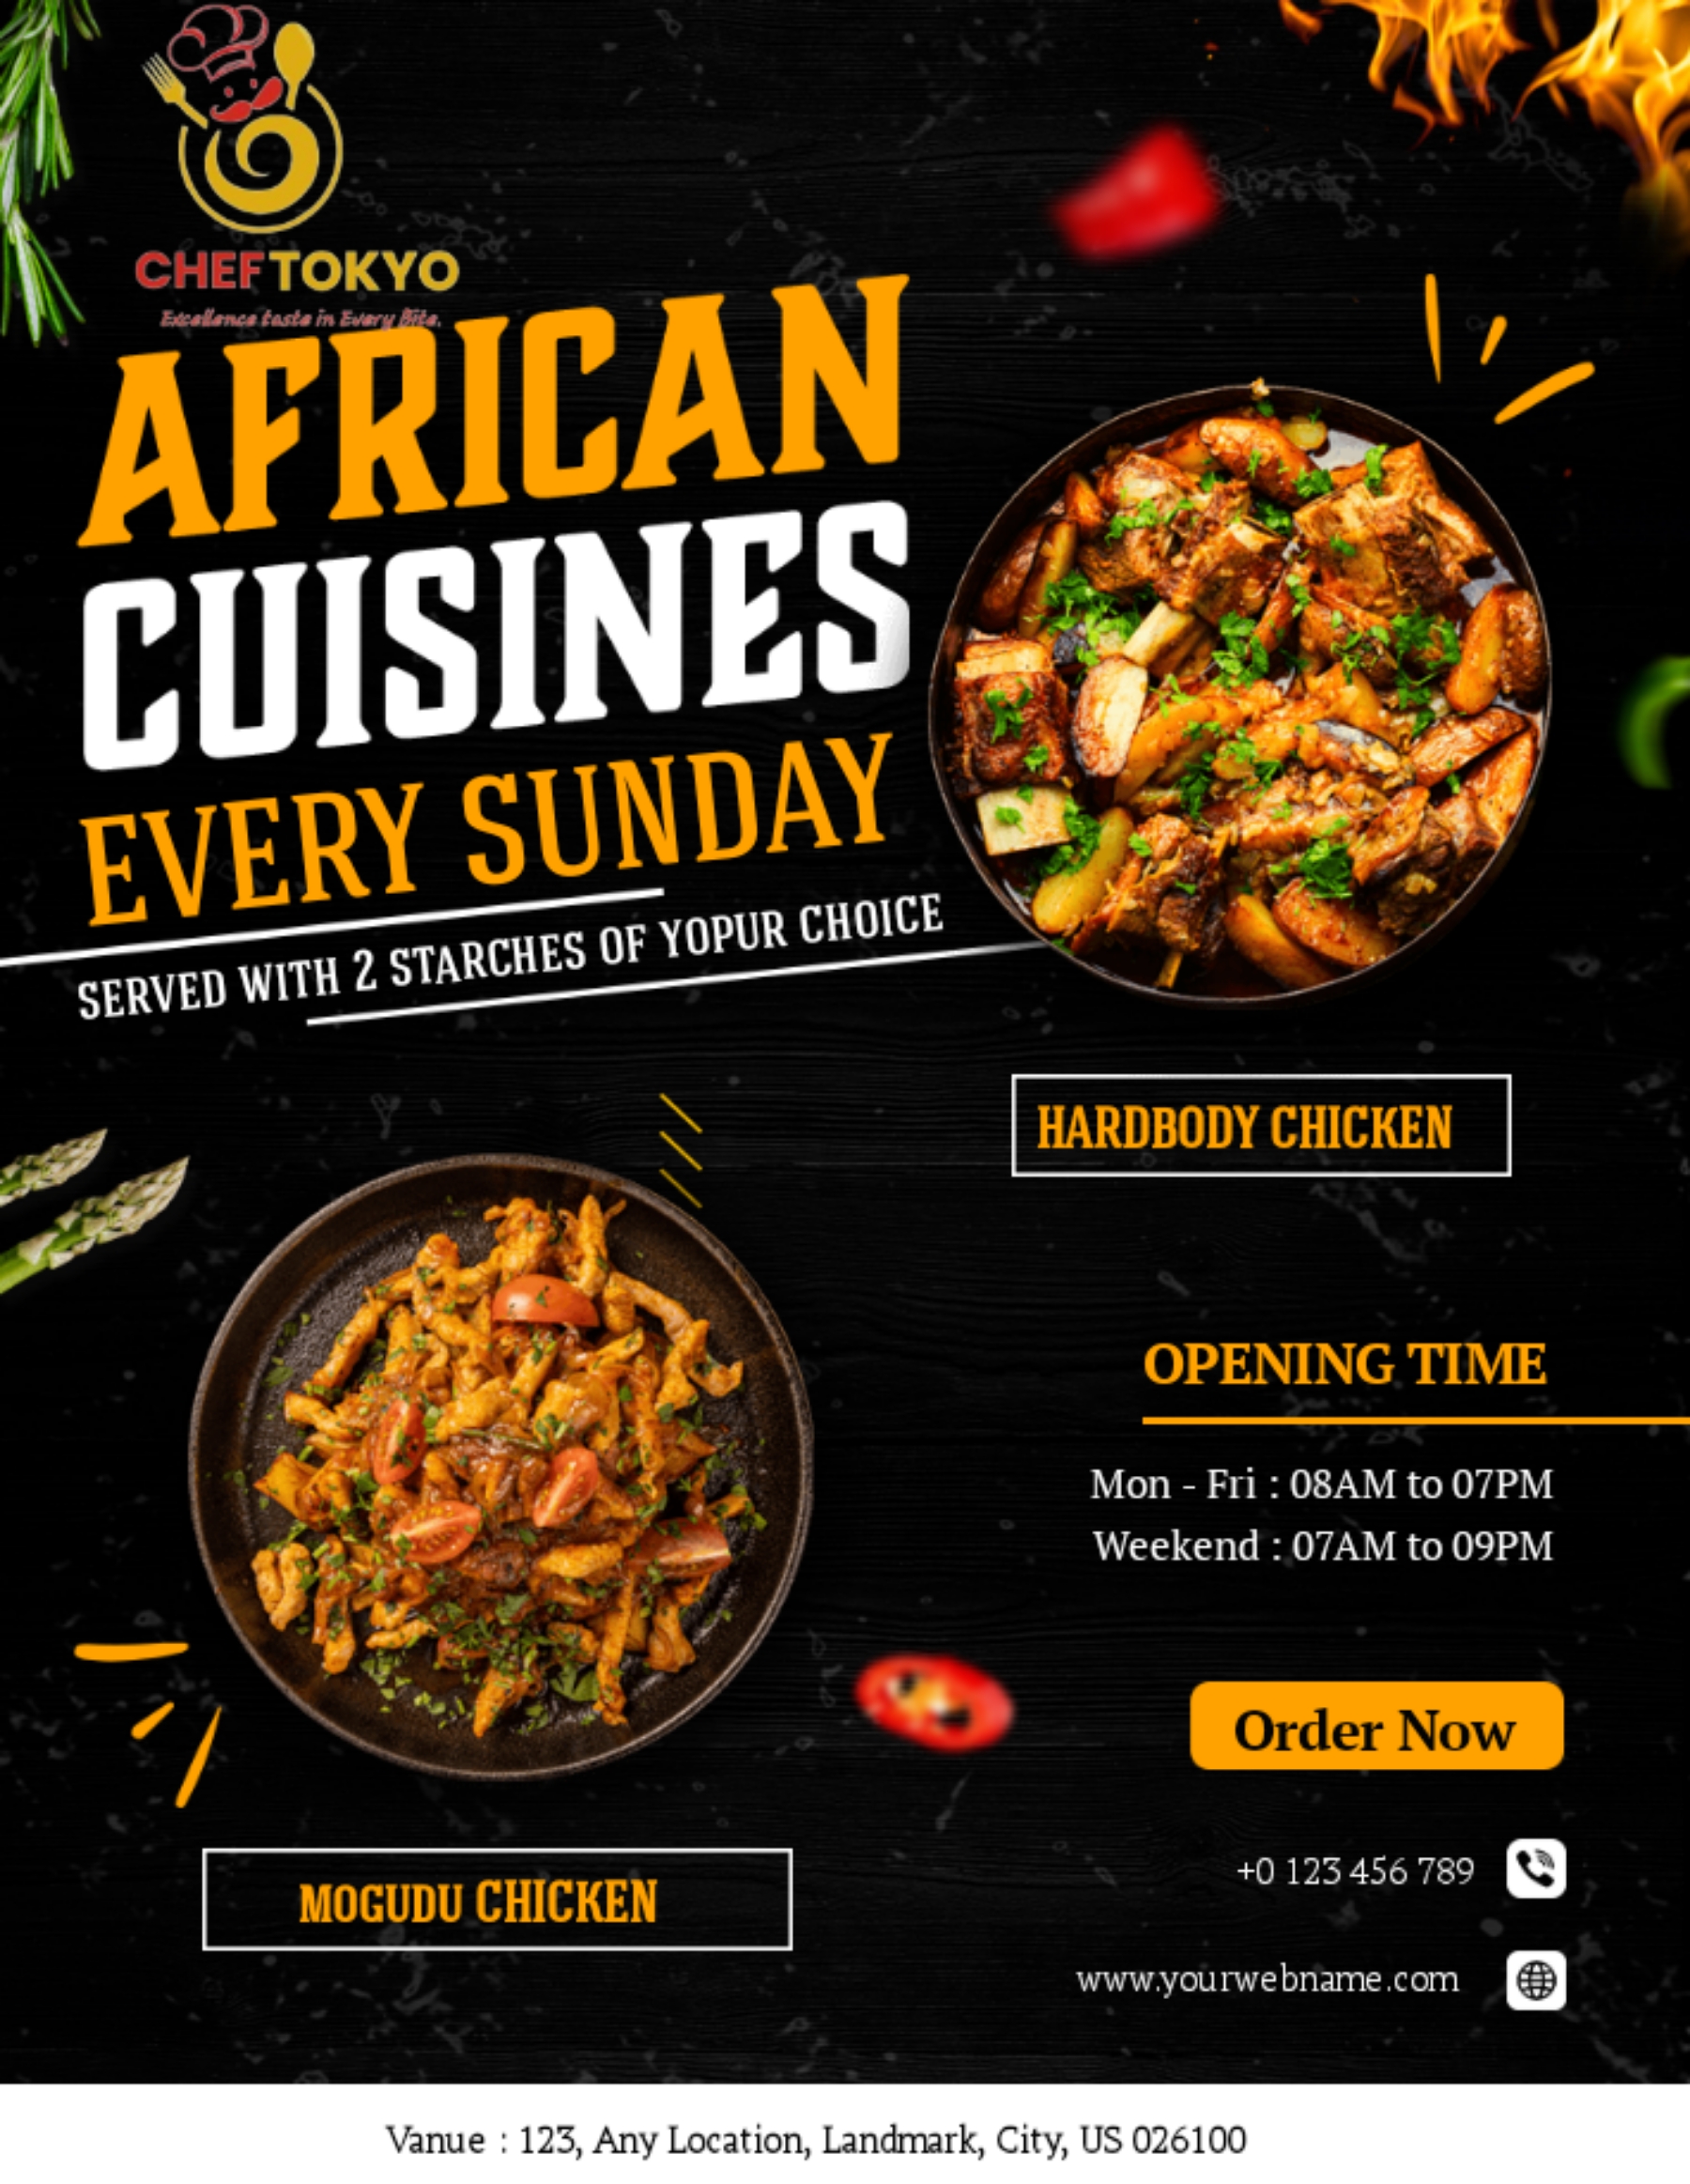 CHEFTOKYO
Excellence taste in Every Bite.
AFRICAN
CUISINES
EVERY SUNDAY
SERVED WITH 2 STARCHES OF YOPUR CHOICE
HARDBODY CHICKEN
OPENING TIME
Mon - Fri : 08AM to 07PM
Weekend : 07AM to 09PM
Order Now
MOGUDU CHICKEN
+0 123 456 789
www.yourwebname.com
Vanue : 123, Any Location, Landmark, City, US 026100